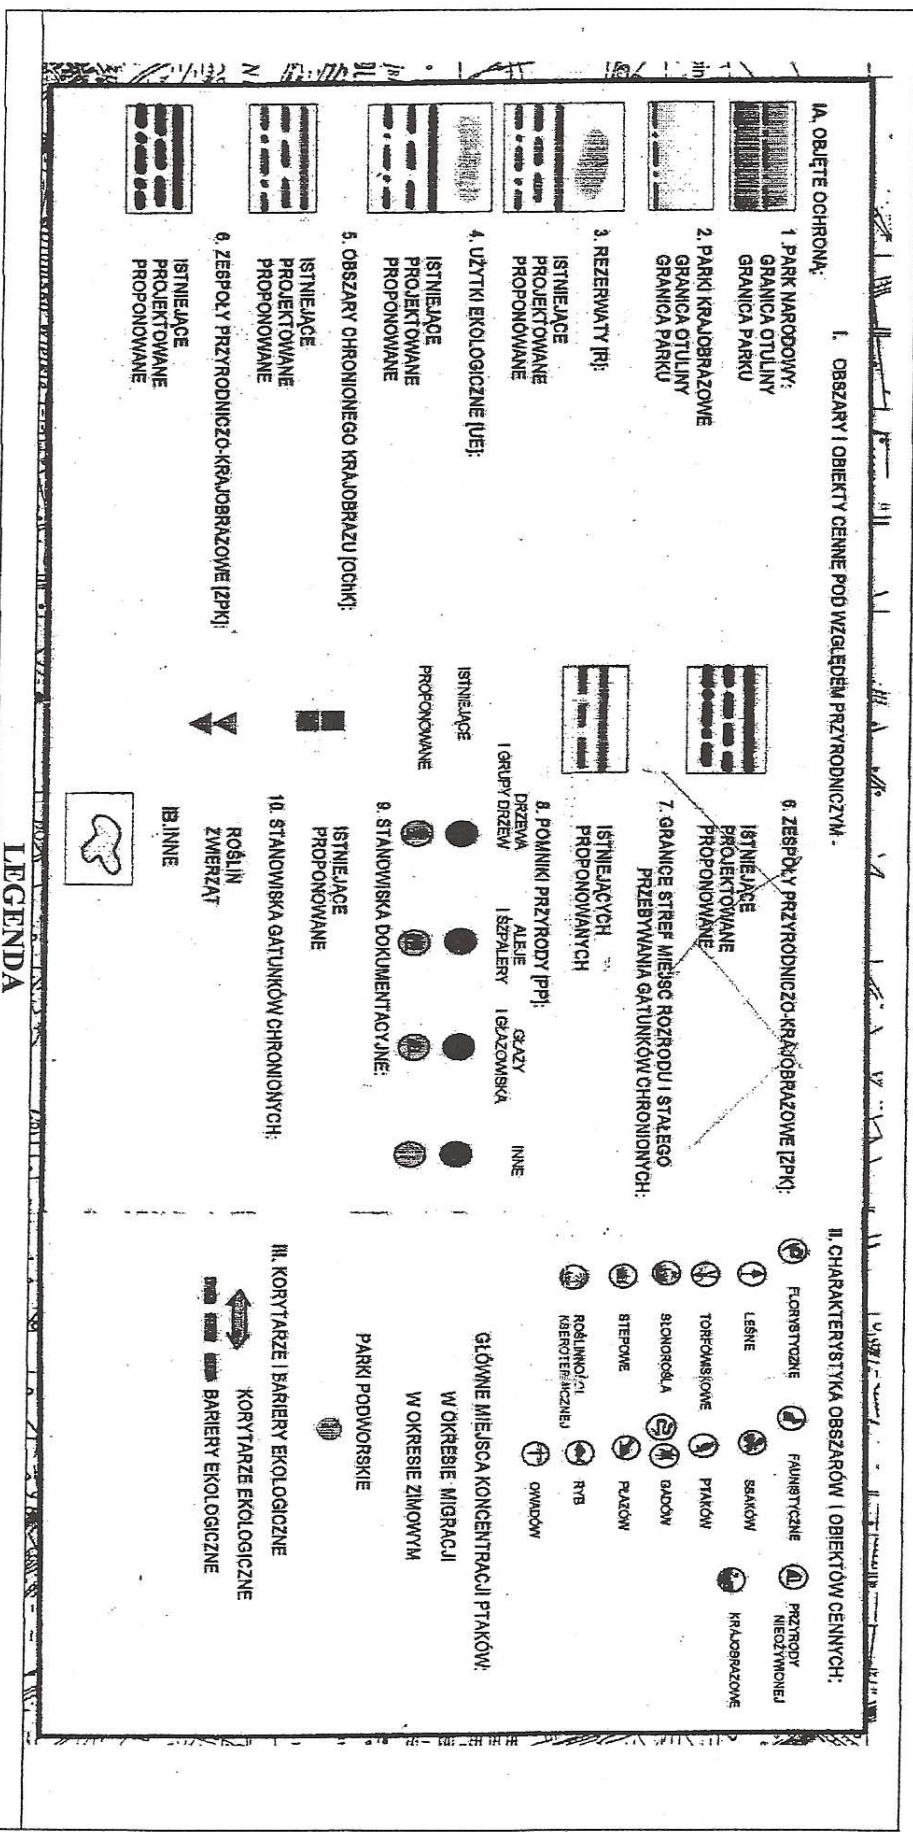 I. OBSZARY I OBIEKTY CENNE POD WZGLĘDEM PRZYRODNICZYM -
IA. OBJĘTE OCHRONĄ:
1. PARK NARODOWY:
GRANICA OTULINY
GRANICA PARKU
2. PARKI KRAJOBRAZOWE
GRANICA OTULINY
GRANICA PARKU
3. REZERWATY [R]:
ISTNIEJĄCE
PROJEKTOWANE
PROPONOWANE
4. UŻYTKI EKOLOGICZNE [UE]:
ISTNIEJĄCE
PROJEKTOWANE
PROPONOWANE
5. OBSZARY CHRONIONEGO KRAJOBRAZU [OChK]:
ISTNIEJĄCE
PROJEKTOWANE
PROPONOWANE
6. ZESPOŁY PRZYRODNICZO-KRAJOBRAZOWE [ZPK]:
ISTNIEJĄCE
PROJEKTOWANE
PROPONOWANE
6. ZESPOŁY PRZYRODNICZO-KRAJOBRAZOWE [ZPK]:
ISTNIEJĄCE
PROJEKTOWANE
PROPONOWANE
7. GRANICE STREF MIEJSC ROZRODU I STAŁEGO
PRZEBYWANIA GATUNKÓW CHRONIONYCH:
ISTNIEJĄCYCH
PROPONOWANYCH
8. POMNIKI PRZYRODY [PP]:
DRZEWA
I GRUPY DRZEW
ALEJE
I SZPALERY
GŁAZY
I GŁAZOWISKA
INNE
ISTNIEJĄCE
PROPONOWANE
9. STANOWISKA DOKUMENTACYJNE:
ISTNIEJĄCE
PROPONOWANE
10. STANOWISKA GATUNKÓW CHRONIONYCH:
ROŚLIN
ZWIERZĄT
IB.INNE
II. CHARAKTERYSTYKA OBSZARÓW I OBIEKTÓW CENNYCH:
FLORYSTYCZNE
FAUNISTYCZNE
PRZYRODY
NIEOŻYWIONEJ
LEŚNE
SSAKÓW
KRAJOBRAZOWE
TORFOWISKOWE
PTAKÓW
SŁONOROŚLA
GADÓW
STEPOWE
PŁAZÓW
ROŚLINNOŚCI
KSEROTERMICZNEJ
RYB
OWADÓW
GŁÓWNE MIEJSCA KONCENTRACJI PTAKÓW:
W OKRESIE MIGRACJI
W OKRESIE ZIMOWYM
PARKI PODWORSKIE
III. KORYTARZE I BARIERY EKOLOGICZNE
KORYTARZE EKOLOGICZNE
BARIERY EKOLOGICZNE
LEGENDA